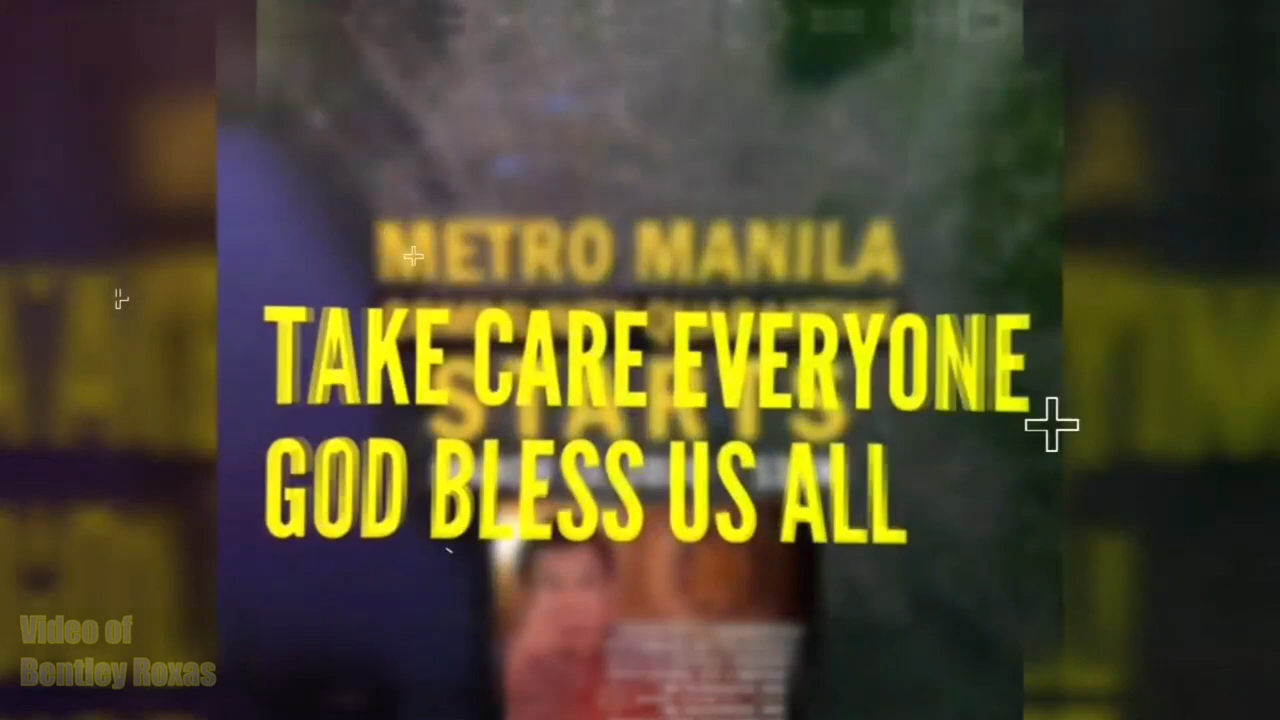 METRO MANILA
TAKE CARE EVERYONE
STARTS
GOD BLESS US ALL
Video of
Bentley Roxas